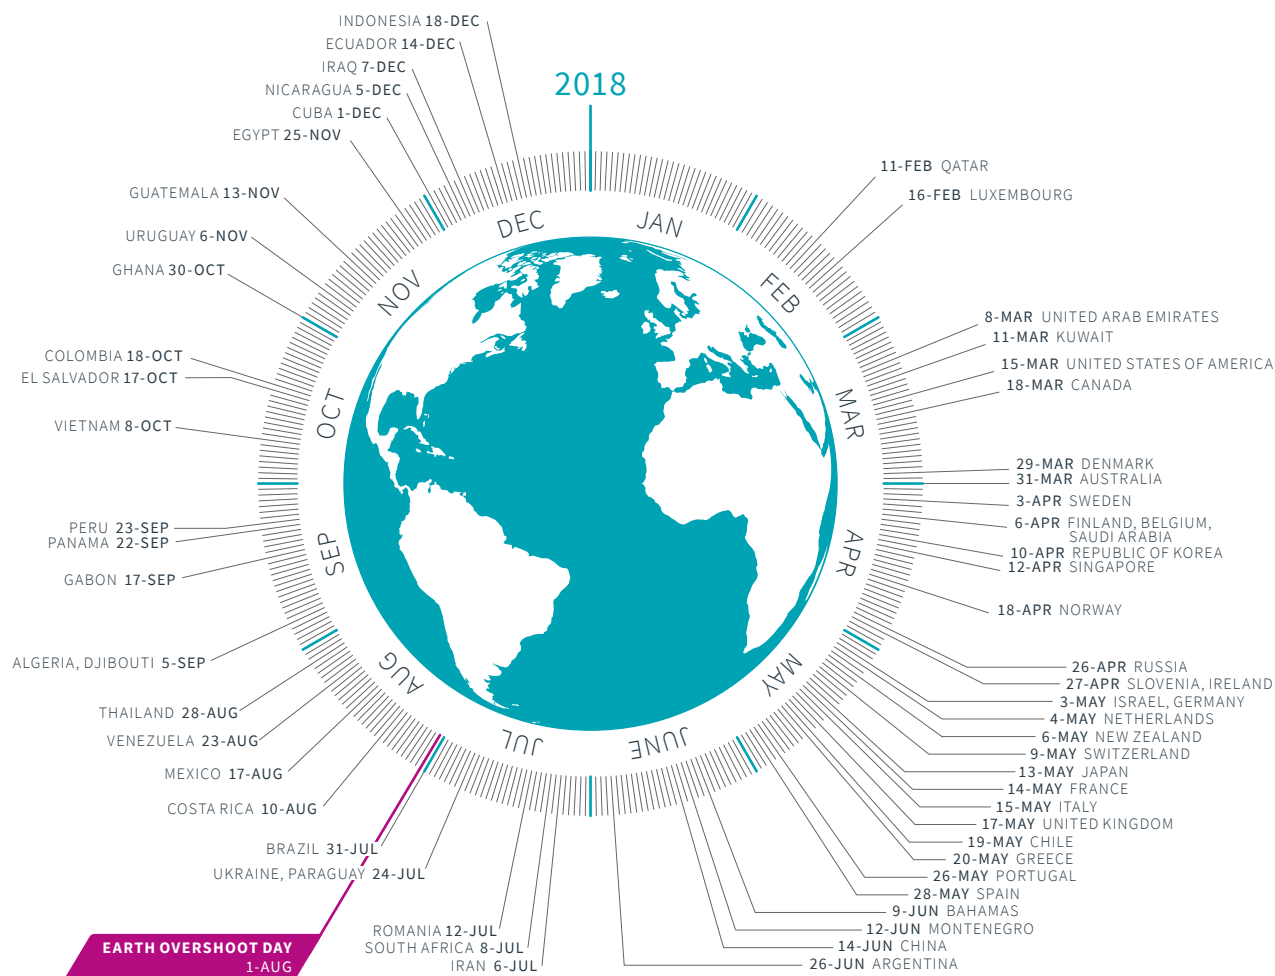 2018
JAN
FEB
MAR
APR
MAY
JUNE
JUL
AUG
SEP
OCT
NOV
DEC
11-FEB QATAR
16-FEB LUXEMBOURG
8-MAR UNITED ARAB EMIRATES
11-MAR KUWAIT
15-MAR UNITED STATES OF AMERICA
18-MAR CANADA
29-MAR DENMARK
31-MAR AUSTRALIA
3-APR SWEDEN
6-APR FINLAND, BELGIUM,
SAUDI ARABIA
10-APR REPUBLIC OF KOREA
12-APR SINGAPORE
18-APR NORWAY
26-APR RUSSIA
27-APR SLOVENIA, IRELAND
3-MAY ISRAEL, GERMANY
4-MAY NETHERLANDS
6-MAY NEW ZEALAND
9-MAY SWITZERLAND
13-MAY JAPAN
14-MAY FRANCE
15-MAY ITALY
17-MAY UNITED KINGDOM
19-MAY CHILE
20-MAY GREECE
26-MAY PORTUGAL
28-MAY SPAIN
9-JUN BAHAMAS
12-JUN MONTENEGRO
14-JUN CHINA
26-JUN ARGENTINA
IRAN 6-JUL
SOUTH AFRICA 8-JUL
ROMANIA 12-JUL
UKRAINE, PARAGUAY 24-JUL
BRAZIL 31-JUL
EARTH OVERSHOOT DAY
1-AUG
COSTA RICA 10-AUG
MEXICO 17-AUG
VENEZUELA 23-AUG
THAILAND 28-AUG
ALGERIA, DJIBOUTI 5-SEP
GABON 17-SEP
PANAMA 22-SEP
PERU 23-SEP
VIETNAM 8-OCT
EL SALVADOR 17-OCT
COLOMBIA 18-OCT
GHANA 30-OCT
URUGUAY 6-NOV
GUATEMALA 13-NOV
EGYPT 25-NOV
CUBA 1-DEC
NICARAGUA 5-DEC
IRAQ 7-DEC
ECUADOR 14-DEC
INDONESIA 18-DEC